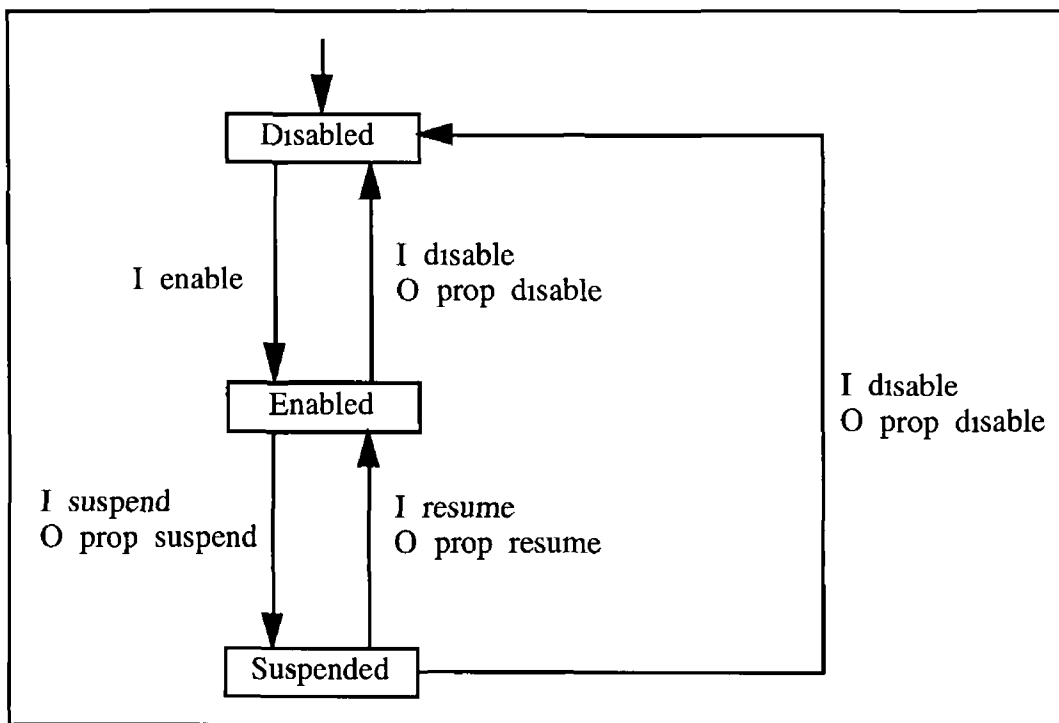 Disabled
I enable
I disable
O prop disable
Enabled
I disable
O prop disable
I suspend
O prop suspend
I resume
O prop resume
Suspended